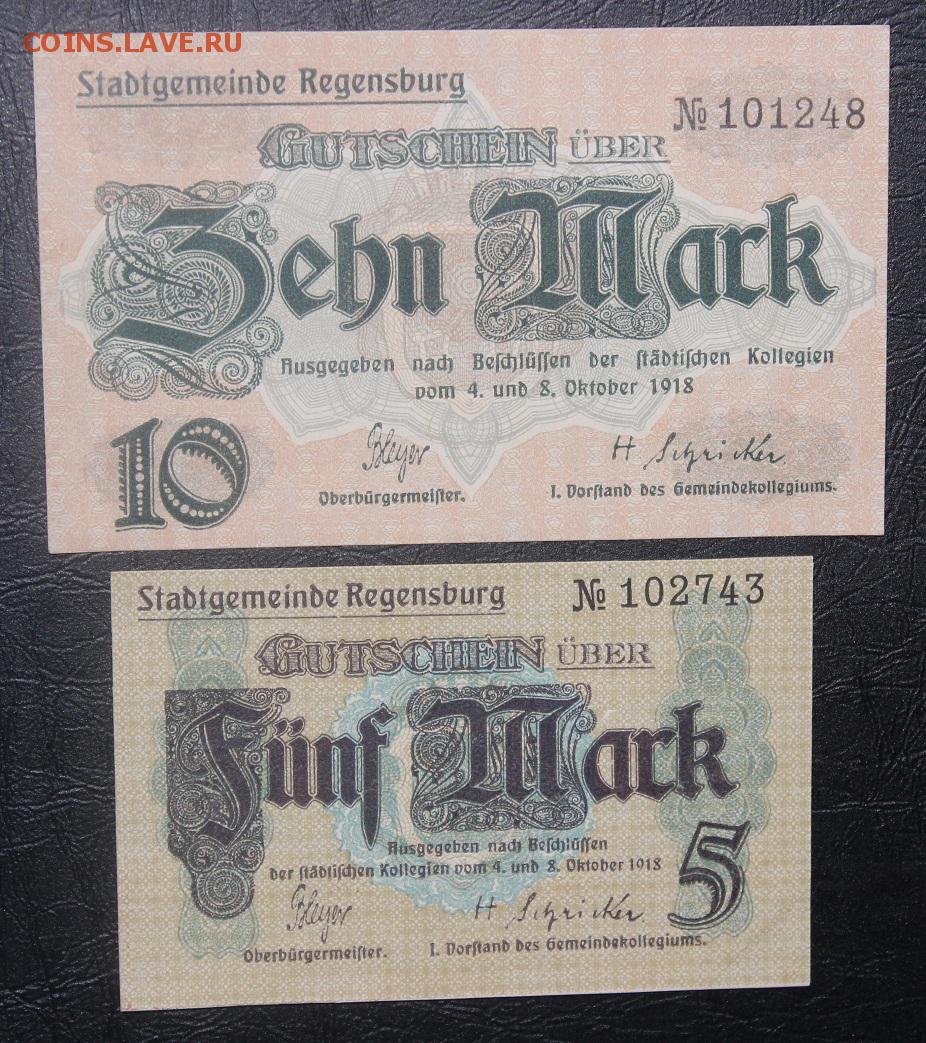 COINS.LAVE.RU
Stadtgemeinde Regensburg
№ 101248
GUTSCHEIN ÜBER
Zehn Mark
Ausgegeben nach Beschlüssen der städtischen Kollegien
vom 4. und 8. Oktober 1918
10
Bleyer
H Schricker.
Oberbürgermeister.
I. Vorstand des Gemeindekollegiums.
Stadtgemeinde Regensburg
№ 102743
GUTSCHEIN ÜBER
Fünf Mark
Ausgegeben nach Beschlüssen
der städtischen Kollegien vom 4. und 8. Oktober 1918
5
Bleyer
H Schricker.
Oberbürgermeister.
I. Vorstand des Gemeindekollegiums.